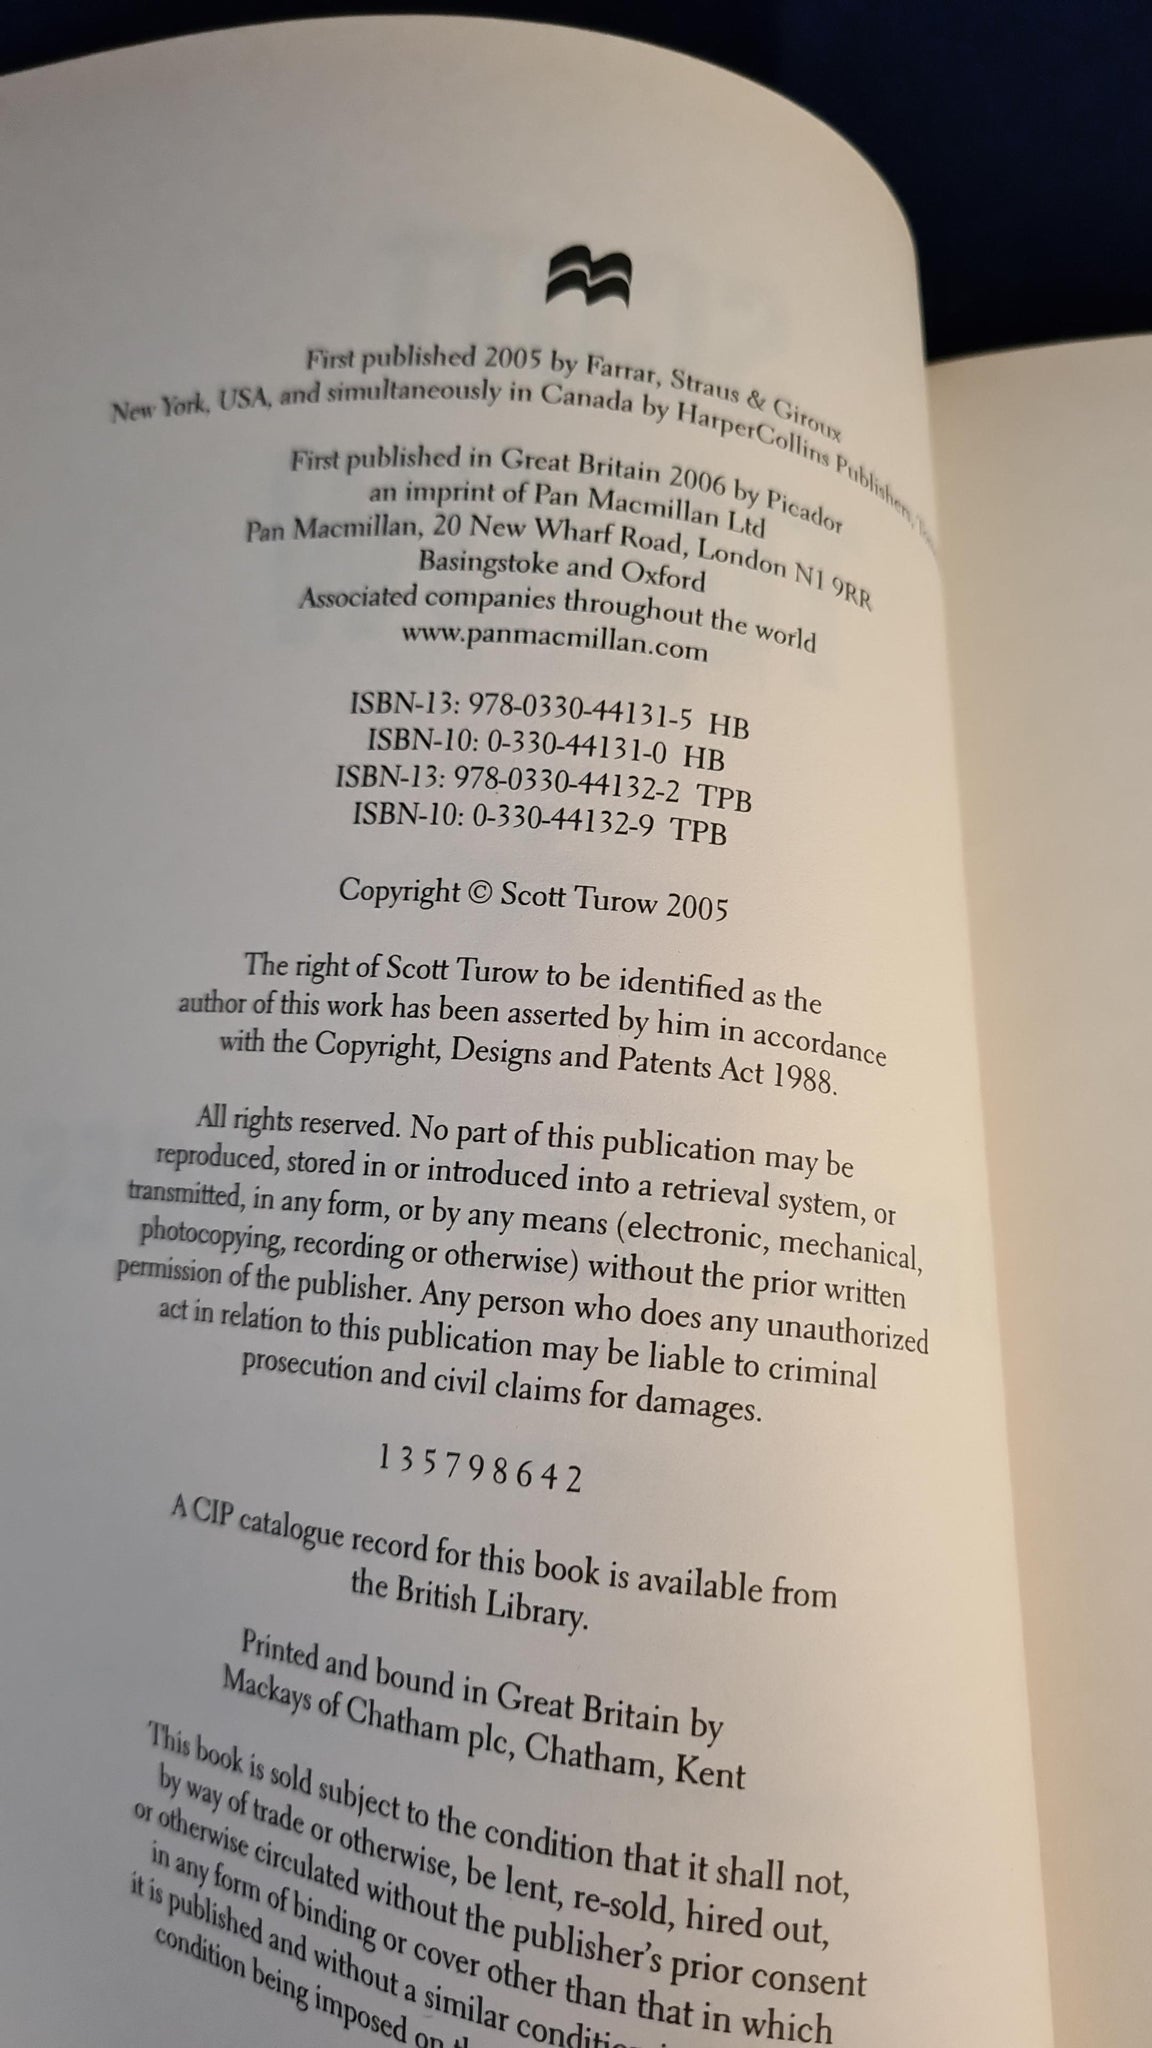 First published 2005 by Farrar, Straus & Giroux
New York, USA, and simultaneously in Canada by HarperCollins Publishers,
First published in Great Britain 2006 by Picador
an imprint of Pan Macmillan Ltd
Pan Macmillan, 20 New Wharf Road, London N1 9RR
Basingstoke and Oxford
Associated companies throughout the world
www.panmacmillan.com
ISBN-13: 978-0330-44131-5 HB
ISBN-10: 0-330-44131-0 HB
ISBN-13: 978-0330-44132-2 TPB
ISBN-10: 0-330-44132-9 TPB
Copyright © Scott Turow 2005
The right of Scott Turow to be identified as the
author of this work has been asserted by him in accordance
with the Copyright, Designs and Patents Act 1988.
All rights reserved. No part of this publication may be
reproduced, stored in or introduced into a retrieval system, or
transmitted, in any form, or by any means (electronic, mechanical,
photocopying, recording or otherwise) without the prior written
permission of the publisher. Any person who does any unauthorized
act in relation to this publication may be liable to criminal
prosecution and civil claims for damages.
1 3 5 7 9 8 6 4 2
A CIP catalogue record for this book is available from
the British Library.
Printed and bound in Great Britain by
Mackays of Chatham plc, Chatham, Kent
This book is sold subject to the condition that it shall not,
by way of trade or otherwise, be lent, re-sold, hired out,
or otherwise circulated without the publisher's prior consent
in any form of binding or cover other than that in which
it is published and without a similar
condition being imposed on